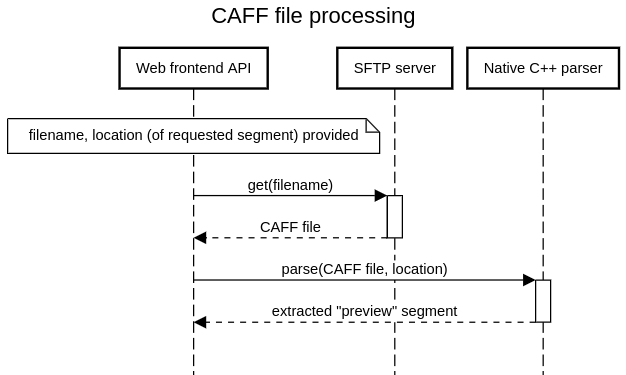 CAFF file processing
Web frontend API
SFTP server
Native C++ parser
filename, location (of requested segment) provided
get(filename)
CAFF file
parse(CAFF file, location)
extracted "preview" segment